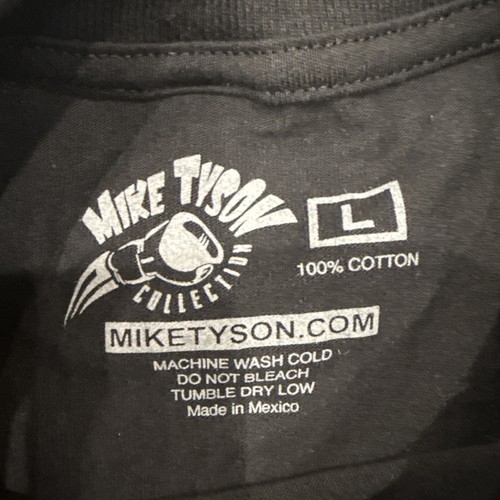 MIKE TYSON
COLLECTION
L
100% COTTON
MIKETYSON.COM
MACHINE WASH COLD
DO NOT BLEACH
TUMBLE DRY LOW
Made in Mexico